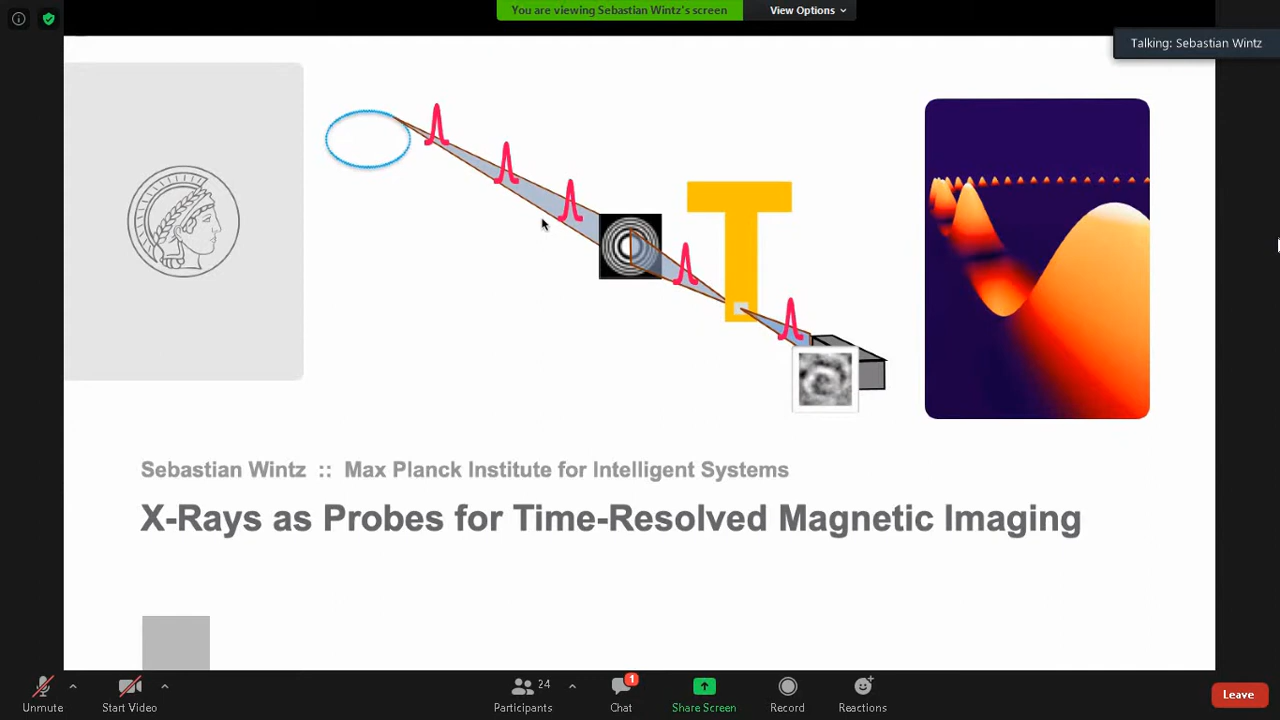 You are viewing Sebastian Wintz's screen
View Options
Talking: Sebastian Wintz
T
Sebastian Wintz :: Max Planck Institute for Intelligent Systems
X-Rays as Probes for Time-Resolved Magnetic Imaging
Unmute
Start Video
24
Participants
1
Chat
Share Screen
Record
Reactions
Leave